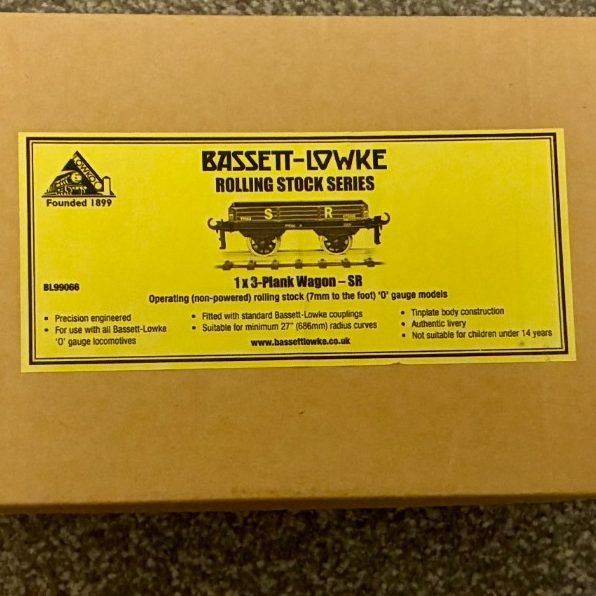 BASSETT-LOWKE
ROLLING STOCK SERIES
LOWKO
Founded 1899
S R
1 x 3-Plank Wagon – SR
BL99066
Operating (non-powered) rolling stock (7mm to the foot) 'O' gauge models
• Precision engineered
• For use with all Bassett-Lowke
'O' gauge locomotives
• Fitted with standard Bassett-Lowke couplings
• Suitable for minimum 27" (686mm) radius curves
www.bassettlowke.co.uk
• Tinplate body construction
• Authentic livery
• Not suitable for children under 14 years